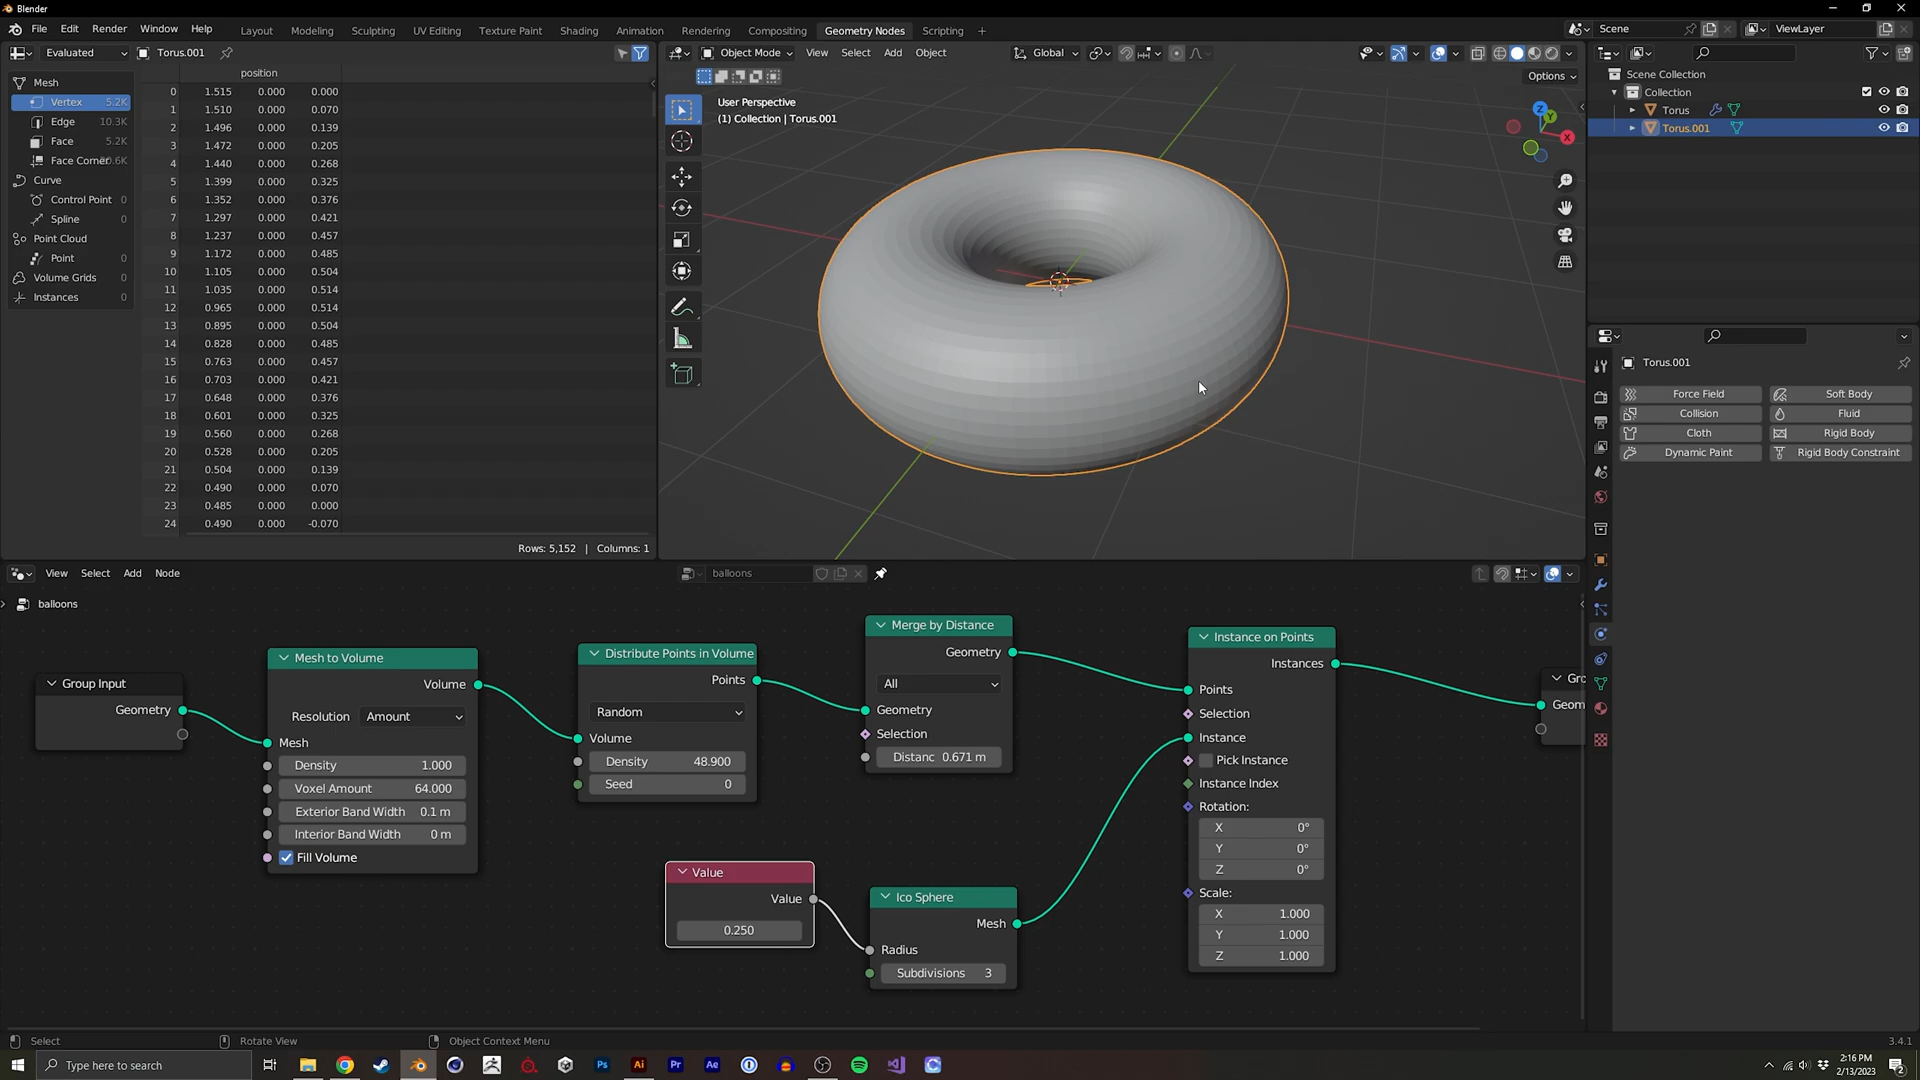 Blender
File Edit Render Window Help Layout Modeling Sculpting UV Editing Texture Paint Shading Animation Rendering Compositing Geometry Nodes Scripting + Scene ViewLayer
Evaluated Torus.001 Object Mode View Select Add Object Global
Options
position
Mesh
Vertex 5.2K
Edge 10.3K
Face 5.2K
Face Corner 20.6K
Curve
Control Point 0
Spline 0
Point Cloud
Point 0
Volume Grids 0
Instances 0
0 1.515 0.000 0.000
1 1.510 0.000 0.070
2 1.496 0.000 0.139
3 1.472 0.000 0.205
4 1.440 0.000 0.268
5 1.399 0.000 0.325
6 1.352 0.000 0.376
7 1.297 0.000 0.421
8 1.237 0.000 0.457
9 1.172 0.000 0.485
10 1.105 0.000 0.504
11 1.035 0.000 0.514
12 0.965 0.000 0.514
13 0.895 0.000 0.504
14 0.828 0.000 0.485
15 0.763 0.000 0.457
16 0.703 0.000 0.421
17 0.648 0.000 0.376
18 0.601 0.000 0.325
19 0.560 0.000 0.268
20 0.528 0.000 0.205
21 0.504 0.000 0.139
22 0.490 0.000 0.070
23 0.485 0.000 0.000
24 0.490 0.000 -0.070
Rows: 5,152 | Columns: 1
User Perspective
(1) Collection | Torus.001
Z
Y
X
Scene Collection
Collection
Torus
Torus.001
Torus.001
Force Field Soft Body
Collision Fluid
Cloth Rigid Body
Dynamic Paint Rigid Body Constraint
View Select Add Node balloons
balloons
Group Input
Geometry
Mesh to Volume
Volume
Resolution Amount
Mesh
Density 1.000
Voxel Amount 64.000
Exterior Band Width 0.1 m
Interior Band Width 0 m
Fill Volume
Distribute Points in Volume
Points
Random
Volume
Density 48.900
Seed 0
Merge by Distance
Geometry
All
Geometry
Selection
Distanc 0.671 m
Value
Value
0.250
Ico Sphere
Mesh
Radius
Subdivisions 3
Instance on Points
Instances
Points
Selection
Instance
Pick Instance
Instance Index
Rotation:
X 0°
Y 0°
Z 0°
Scale:
X 1.000
Y 1.000
Z 1.000
Gro
Geom
Select Rotate View Object Context Menu 3.4.1
Type here to search
Ps Ai Pr Ae
2:16 PM
2/13/2023
2